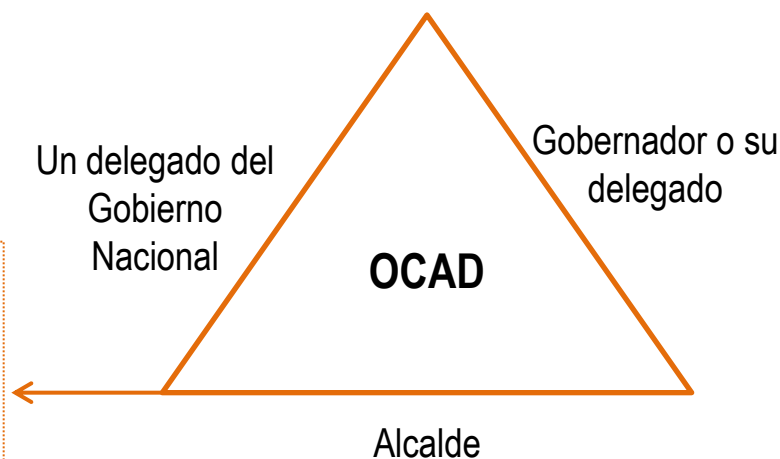 Un delegado del
Gobierno
Nacional
Gobernador o su
delegado
OCAD
Alcalde